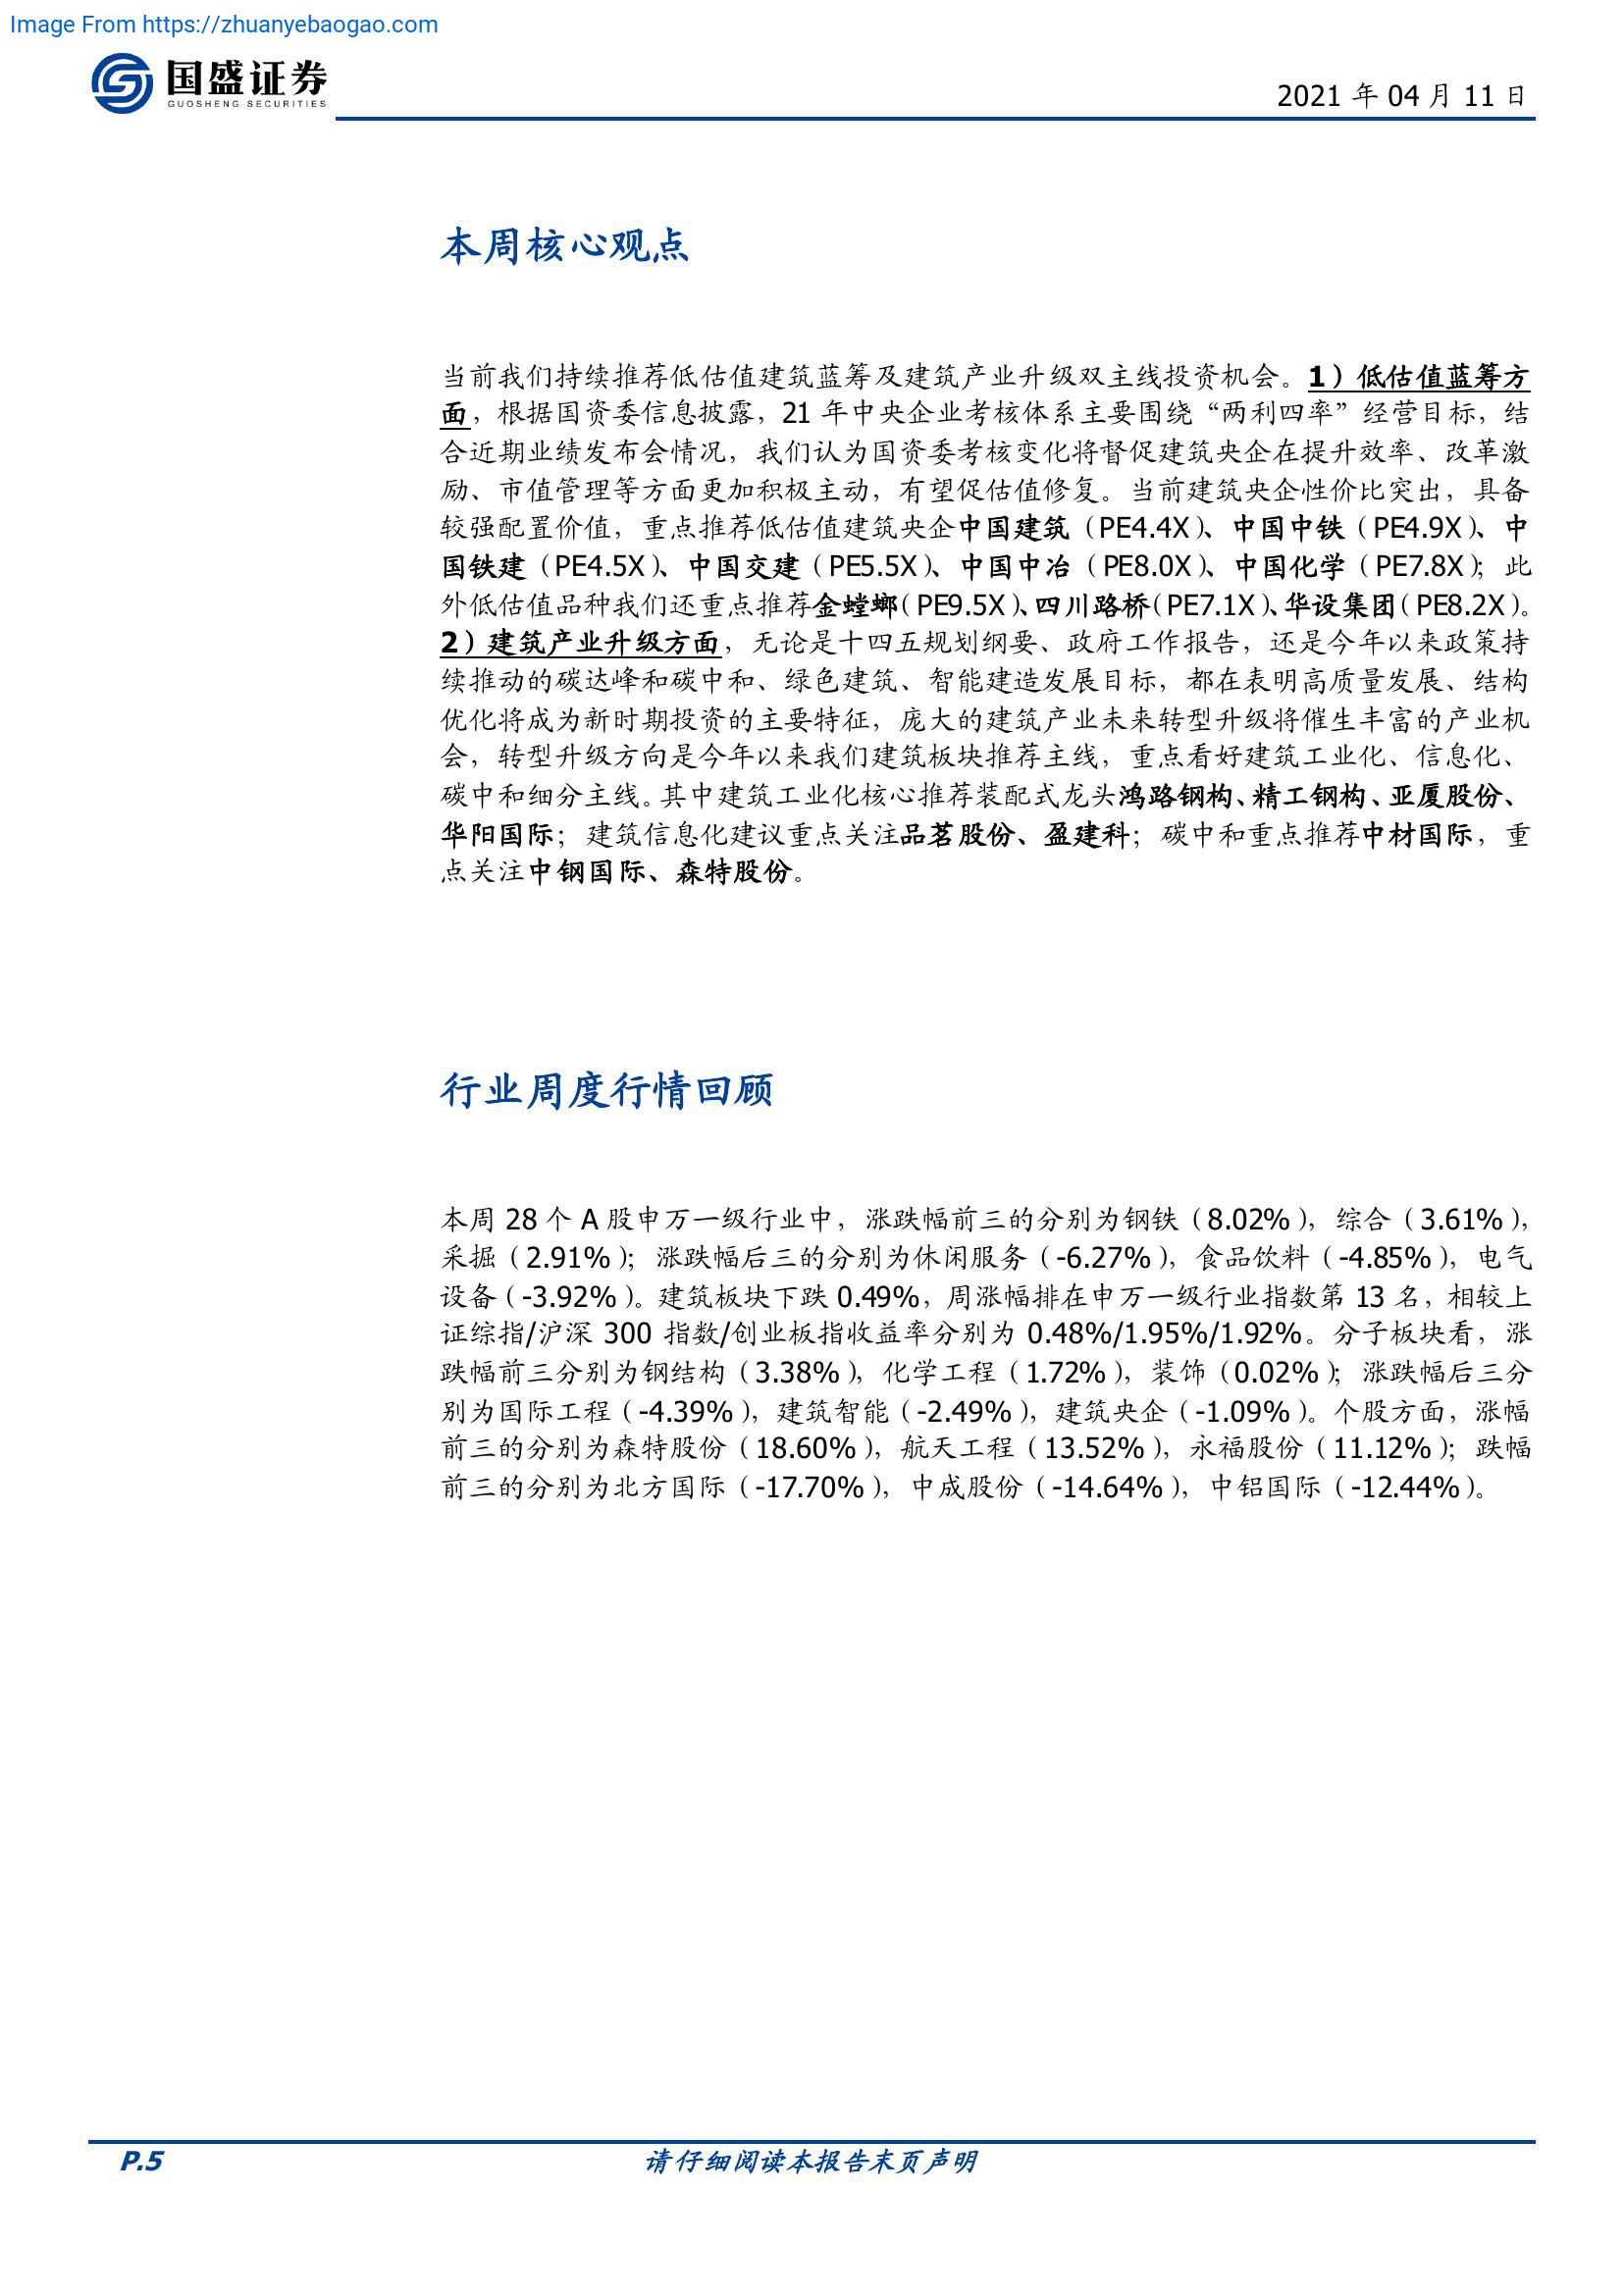 Image From https://zhuanyebaogao.com
国盛证券
GUOSHENG SECURITIES
2021 年 04 月 11 日
本周核心观点
当前我们持续推荐低估值建筑蓝筹及建筑产业升级双主线投资机会。1）低估值蓝筹方
面，根据国资委信息披露，21 年中央企业考核体系主要围绕“两利四率”经营目标，结
合近期业绩发布会情况，我们认为国资委考核变化将督促建筑央企在提升效率、改革激
励、市值管理等方面更加积极主动，有望促估值修复。当前建筑央企性价比突出，具备
较强配置价值，重点推荐低估值建筑央企中国建筑（PE4.4X）、中国中铁（PE4.9X）、中
国铁建（PE4.5X）、中国交建（PE5.5X）、中国中冶（PE8.0X）、中国化学（PE7.8X）；此
外低估值品种我们还重点推荐金螳螂（PE9.5X）、四川路桥（PE7.1X）、华设集团（PE8.2X）。
2）建筑产业升级方面，无论是十四五规划纲要、政府工作报告，还是今年以来政策持
续推动的碳达峰和碳中和、绿色建筑、智能建造发展目标，都在表明高质量发展、结构
优化将成为新时期投资的主要特征，庞大的建筑产业未来转型升级将催生丰富的产业机
会，转型升级方向是今年以来我们建筑板块推荐主线，重点看好建筑工业化、信息化、
碳中和细分主线。其中建筑工业化核心推荐装配式龙头鸿路钢构、精工钢构、亚厦股份、
华阳国际；建筑信息化建议重点关注品茗股份、盈建科；碳中和重点推荐中材国际，重
点关注中钢国际、森特股份。
行业周度行情回顾
本周 28 个 A 股申万一级行业中，涨跌幅前三的分别为钢铁（8.02%），综合（3.61%），
采掘（2.91%）；涨跌幅后三的分别为休闲服务（-6.27%），食品饮料（-4.85%），电气
设备（-3.92%）。建筑板块下跌 0.49%，周涨幅排在申万一级行业指数第 13 名，相较上
证综指/沪深 300 指数/创业板指收益率分别为 0.48%/1.95%/1.92%。分子板块看，涨
跌幅前三分别为钢结构（3.38%），化学工程（1.72%），装饰（0.02%）；涨跌幅后三分
别为国际工程（-4.39%），建筑智能（-2.49%），建筑央企（-1.09%）。个股方面，涨幅
前三的分别为森特股份（18.60%），航天工程（13.52%），永福股份（11.12%）；跌幅
前三的分别为北方国际（-17.70%），中成股份（-14.64%），中铝国际（-12.44%）。
P.5
请仔细阅读本报告末页声明